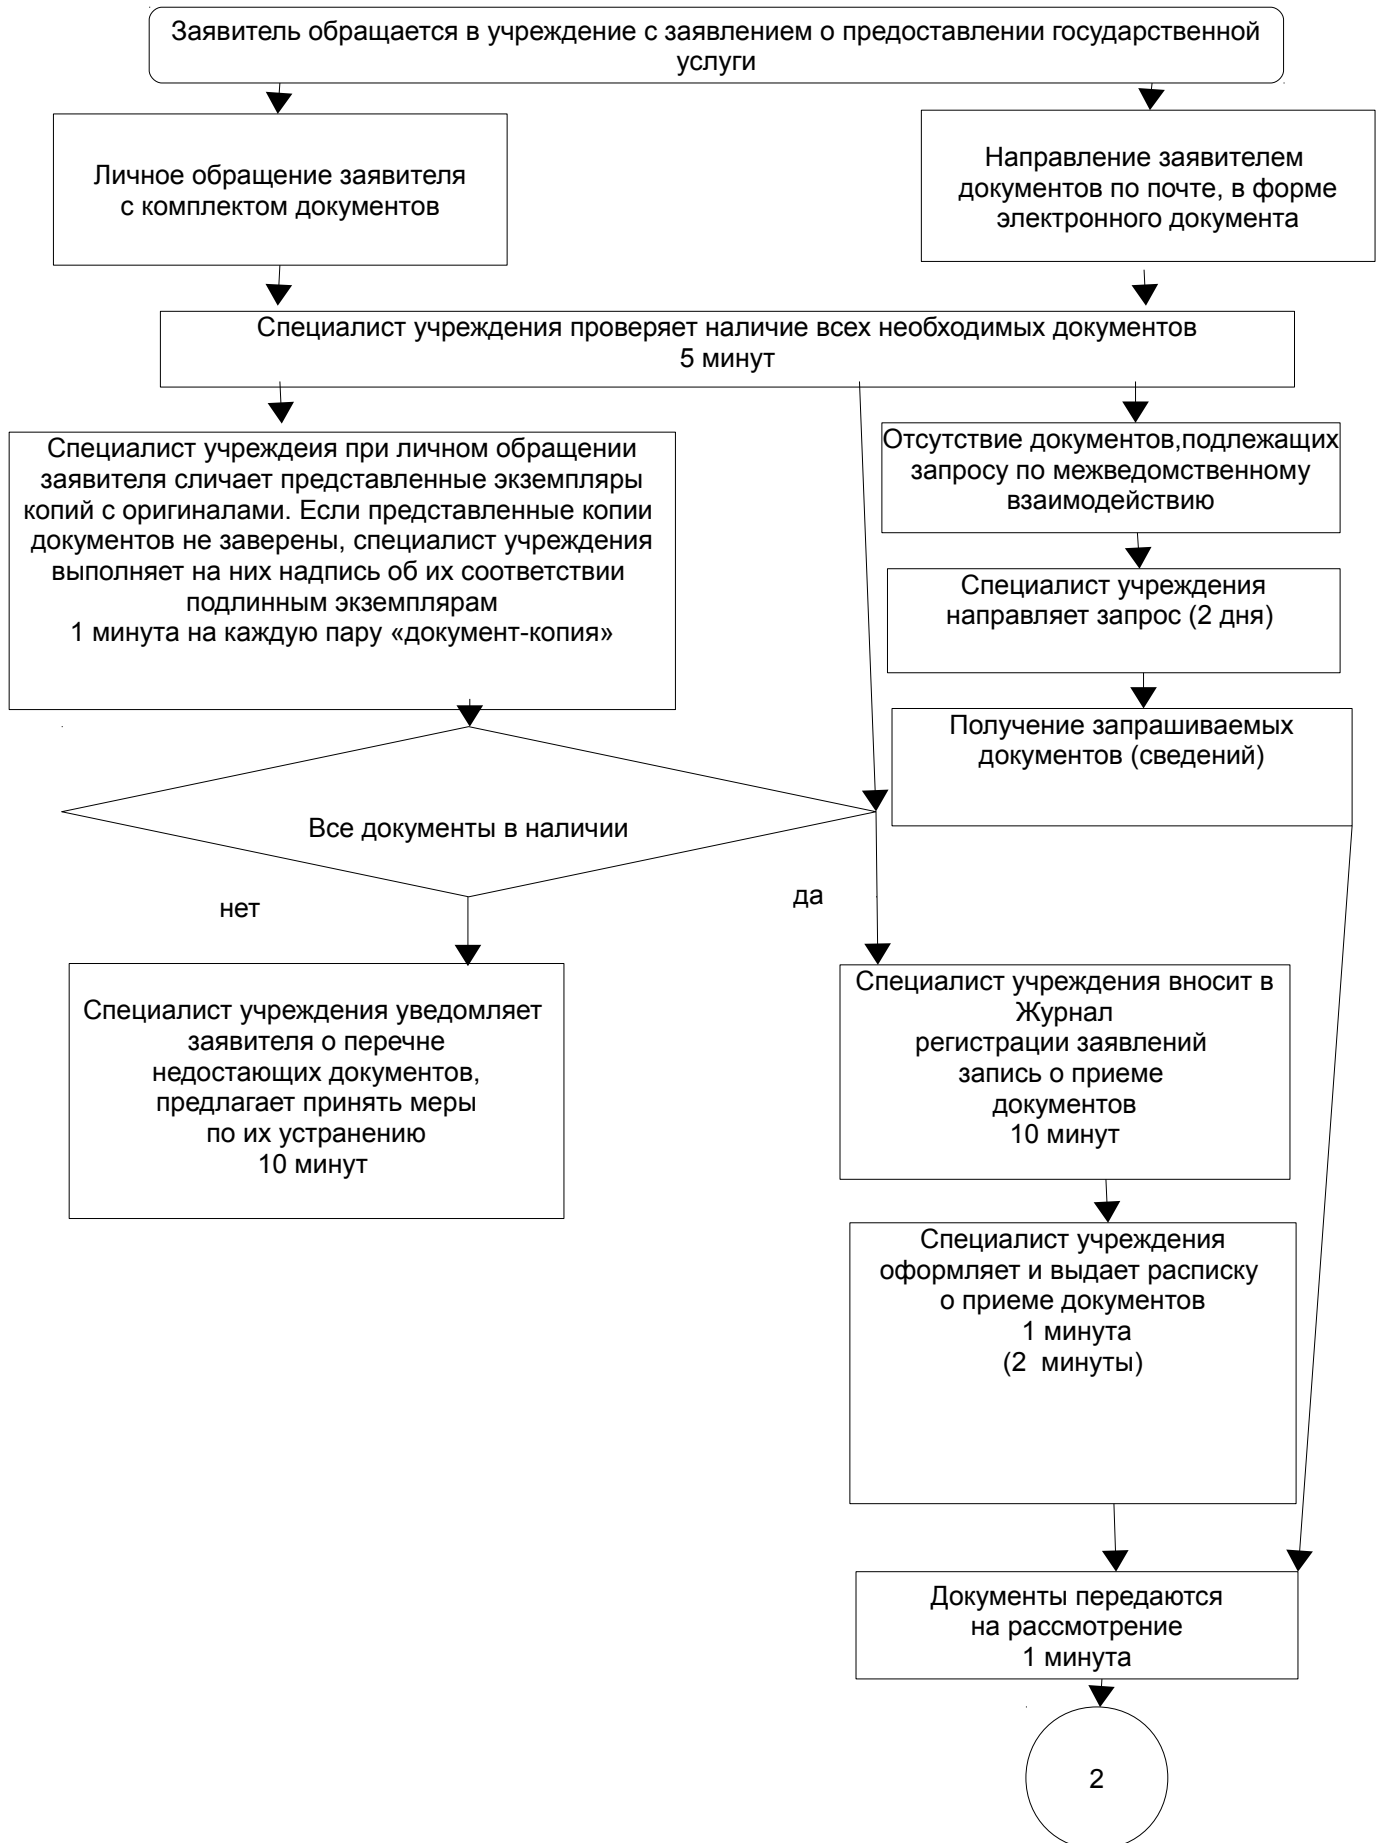 Заявитель обращается в учреждение с заявлением о предоставлении государственной
услуги
Личное обращение заявителя
с комплектом документов
Направление заявителем
документов по почте, в форме
электронного документа
Специалист учреждения проверяет наличие всех необходимых документов
5 минут
Специалист учреждеия при личном обращении
заявителя сличает представленные экземпляры
копий с оригиналами. Если представленные копии
документов не заверены, специалист учреждения
выполняет на них надпись об их соответствии
подлинным экземплярам
1 минута на каждую пару «документ-копия»
Отсутствие документов,подлежащих
запросу по межведомственному
взаимодействию
Специалист учреждения
направляет запрос (2 дня)
Получение запрашиваемых
документов (сведений)
Все документы в наличии
нет
да
Специалист учреждения уведомляет
заявителя о перечне
недостающих документов,
предлагает принять меры
по их устранению
10 минут
Специалист учреждения вносит в
Журнал
регистрации заявлений
запись о приеме
документов
10 минут
Специалист учреждения
оформляет и выдает расписку
о приеме документов
1 минута
(2 минуты)
Документы передаются
на рассмотрение
1 минута
2